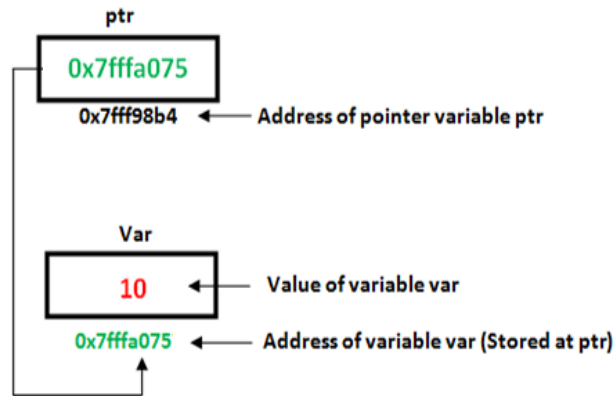 ptr
0x7fffa075
0x7fff98b4 Address of pointer variable ptr
Var
10 Value of variable var
0x7fffa075 Address of variable var (Stored at ptr)